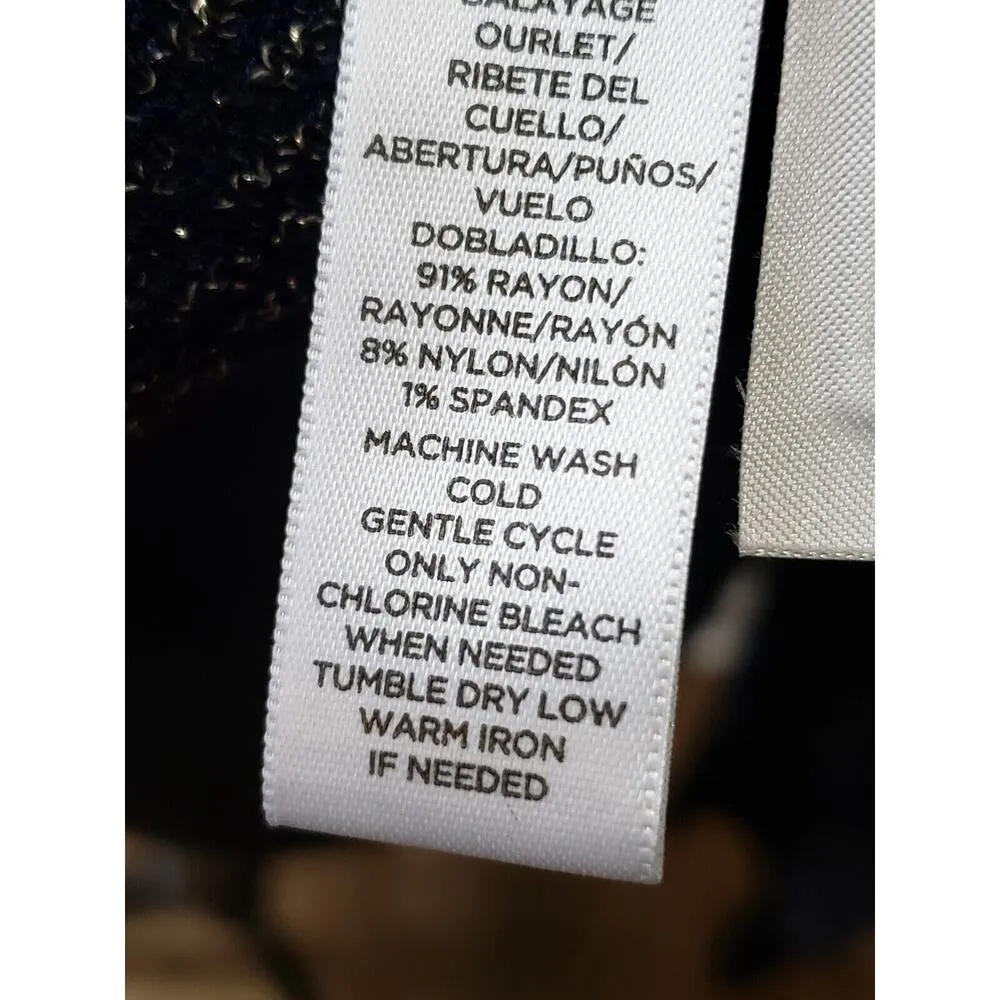 BALAYAGE
OURLET/
RIBETE DEL
CUELLO/
ABERTURA/PUÑOS/
VUELO
DOBLADILLO:
91% RAYON/
RAYONNE/RAYÓN
8% NYLON/NILÓN
1% SPANDEX
MACHINE WASH
COLD
GENTLE CYCLE
ONLY NON-
CHLORINE BLEACH
WHEN NEEDED
TUMBLE DRY LOW
WARM IRON
IF NEEDED